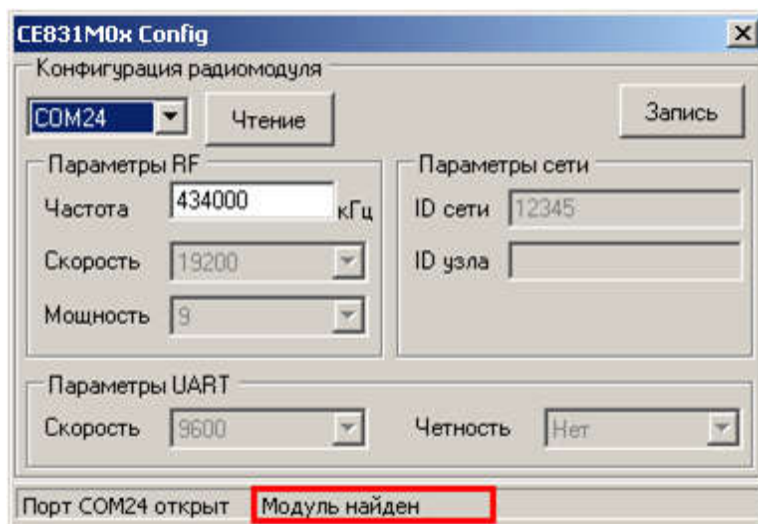 CE831M0x Config
Конфигурация радиомодуля
COM24 Чтение Запись
Параметры RF Параметры сети
Частота 434000 кГц ID сети 12345
Скорость 19200 ID узла
Мощность 9
Параметры UART
Скорость 9600 Четность Нет
Порт COM24 открыт Модуль найден